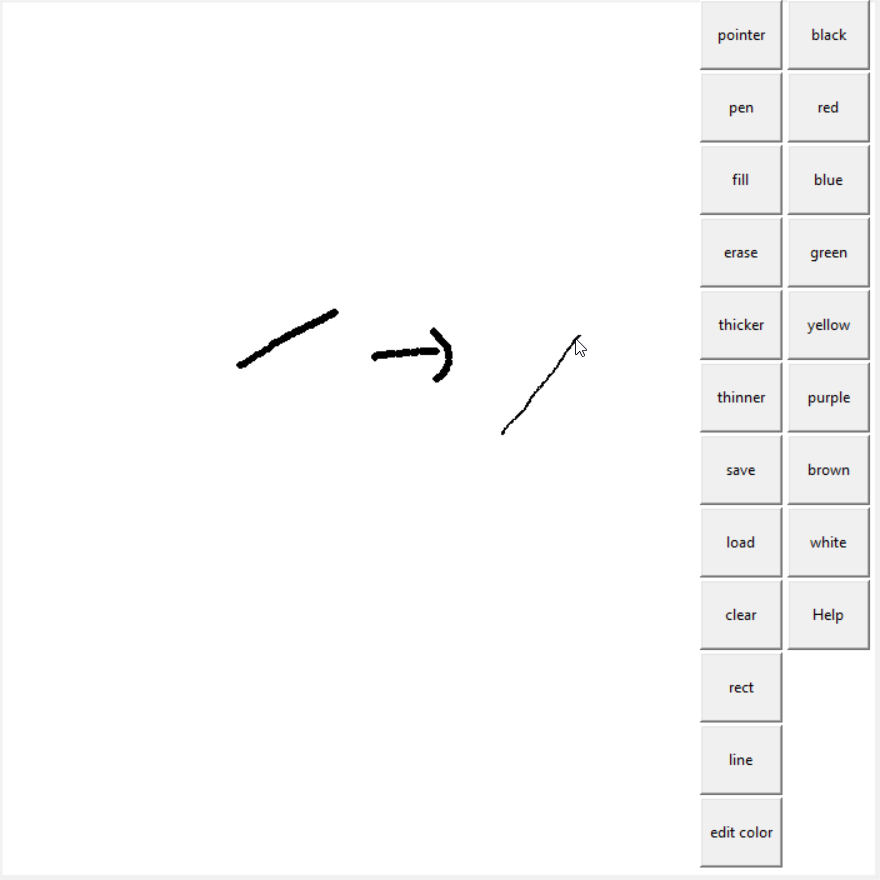 pointer black
pen red
fill blue
erase green
thicker yellow
thinner purple
save brown
load white
clear Help
rect
line
edit color